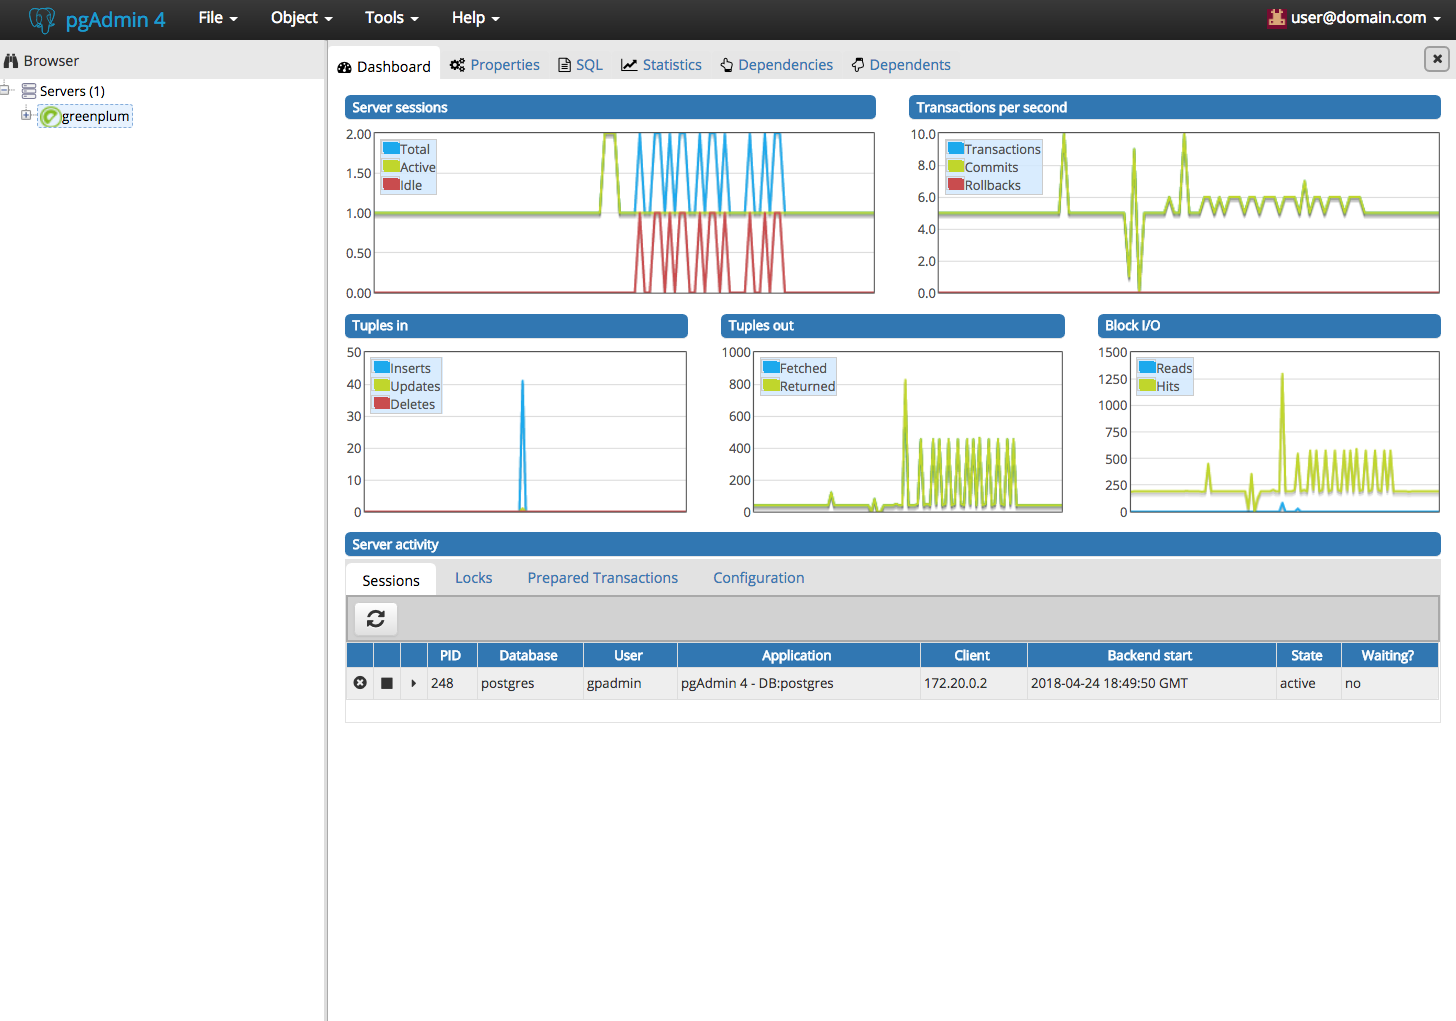 pgAdmin 4 File Object Tools Help user@domain.com
Browser
Servers (1)
greenplum
Dashboard Properties SQL Statistics Dependencies Dependents
Server sessions
2.00
1.50
1.00
0.50
0.00
Total
Active
Idle
Transactions per second
10.0
8.0
6.0
4.0
2.0
0.0
Transactions
Commits
Rollbacks
Tuples in
50
40
30
20
10
0
Inserts
Updates
Deletes
Tuples out
1000
800
600
400
200
0
Fetched
Returned
Block I/O
1500
1250
1000
750
500
250
0
Reads
Hits
Server activity
Sessions Locks Prepared Transactions Configuration
PID Database User Application Client Backend start State Waiting?
248 postgres gpadmin pgAdmin 4 - DB:postgres 172.20.0.2 2018-04-24 18:49:50 GMT active no